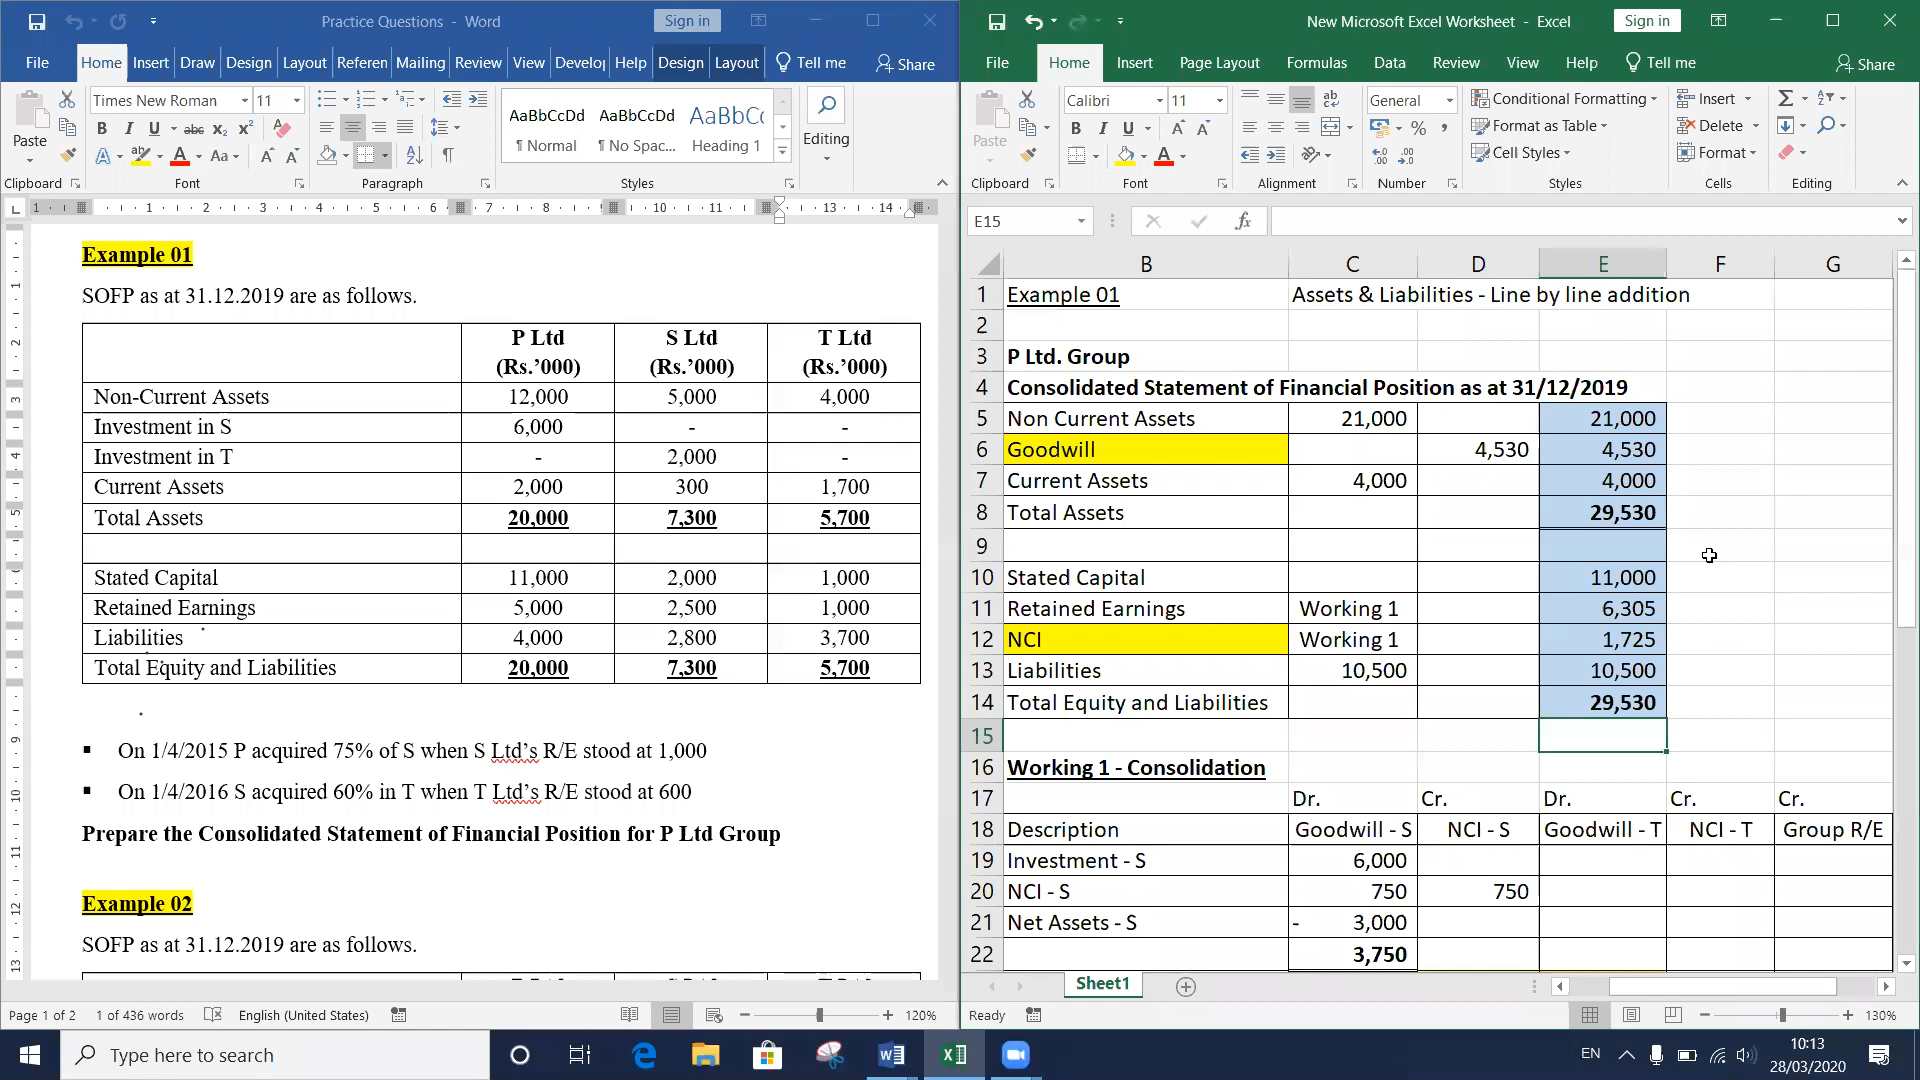 Practice Questions - Word
Sign in
File Home Insert Draw Design Layout Referen Mailing Review View Develop Help Design Layout Tell me Share
Times New Roman 11
Paste
AaBbCcDd AaBbCcDd AaBbCc
¶ Normal ¶ No Spac... Heading 1
Editing
Clipboard Font Paragraph Styles
Example 01
SOFP as at 31.12.2019 are as follows.
P Ltd (Rs.’000) S Ltd (Rs.’000) T Ltd (Rs.’000)
Non-Current Assets 12,000 5,000 4,000
Investment in S 6,000 - -
Investment in T - 2,000 -
Current Assets 2,000 300 1,700
Total Assets 20,000 7,300 5,700
Stated Capital 11,000 2,000 1,000
Retained Earnings 5,000 2,500 1,000
Liabilities 4,000 2,800 3,700
Total Equity and Liabilities 20,000 7,300 5,700
▪ On 1/4/2015 P acquired 75% of S when S Ltd’s R/E stood at 1,000
▪ On 1/4/2016 S acquired 60% in T when T Ltd’s R/E stood at 600
Prepare the Consolidated Statement of Financial Position for P Ltd Group
Example 02
SOFP as at 31.12.2019 are as follows.
Page 1 of 2 1 of 436 words English (United States) 120%
New Microsoft Excel Worksheet - Excel
Sign in
File Home Insert Page Layout Formulas Data Review View Help Tell me Share
Calibri 11 General
Paste
Conditional Formatting
Format as Table
Cell Styles
Insert
Delete
Format
Clipboard Font Alignment Number Styles Cells Editing
E15 fx
B C D E F G
1 Example 01 Assets & Liabilities - Line by line addition
2
3 P Ltd. Group
4 Consolidated Statement of Financial Position as at 31/12/2019
5 Non Current Assets 21,000 21,000
6 Goodwill 4,530 4,530
7 Current Assets 4,000 4,000
8 Total Assets 29,530
9
10 Stated Capital 11,000
11 Retained Earnings Working 1 6,305
12 NCI Working 1 1,725
13 Liabilities 10,500 10,500
14 Total Equity and Liabilities 29,530
15
16 Working 1 - Consolidation
17 Dr. Cr. Dr. Cr. Cr.
18 Description Goodwill - S NCI - S Goodwill - T NCI - T Group R/E
19 Investment - S 6,000
20 NCI - S 750 750
21 Net Assets - S - 3,000
22 3,750
Sheet1
Ready 130%
Type here to search
EN 10:13
28/03/2020